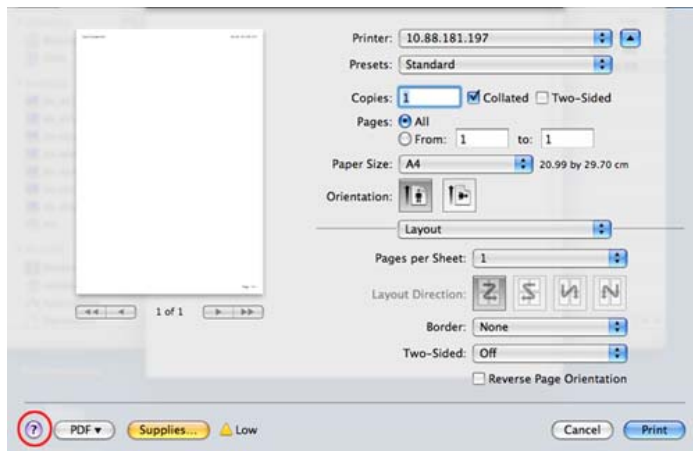 Printer: 10.88.181.197
Presets: Standard
Copies: 1 Collated Two-Sided
Pages: All
From: 1 to: 1
Paper Size: A4 20.99 by 29.70 cm
Orientation:
Layout
Pages per Sheet: 1
Layout Direction:
Border: None
Two-Sided: Off
Reverse Page Orientation
1 of 1
? PDF Supplies... Low Cancel Print